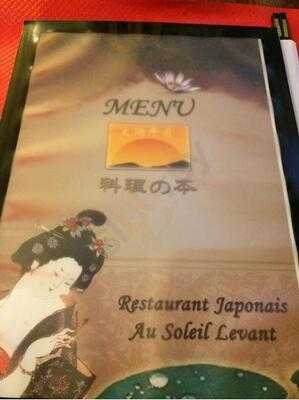 MENU
料理の本
Restaurant Japonais
Au Soleil Levant